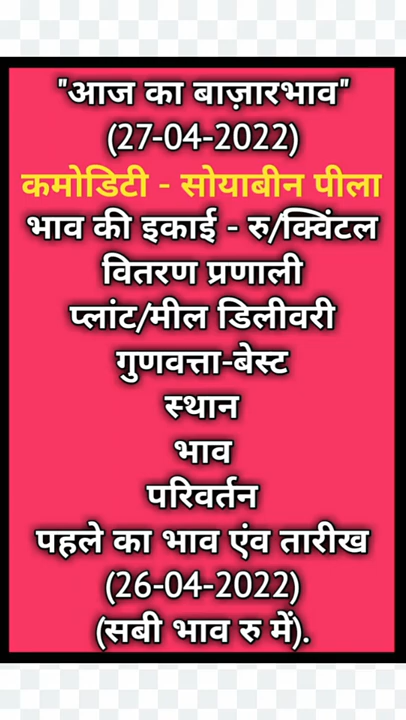 "आज का बाज़ारभाव"
(27-04-2022)
कमोडिटी - सोयाबीन पीला
भाव की इकाई - रु/क्विंटल
वितरण प्रणाली
प्लांट/मील डिलीवरी
गुणवत्ता-बेस्ट
स्थान
भाव
परिवर्तन
पहले का भाव एंव तारीख
(26-04-2022)
(सबी भाव रु में).